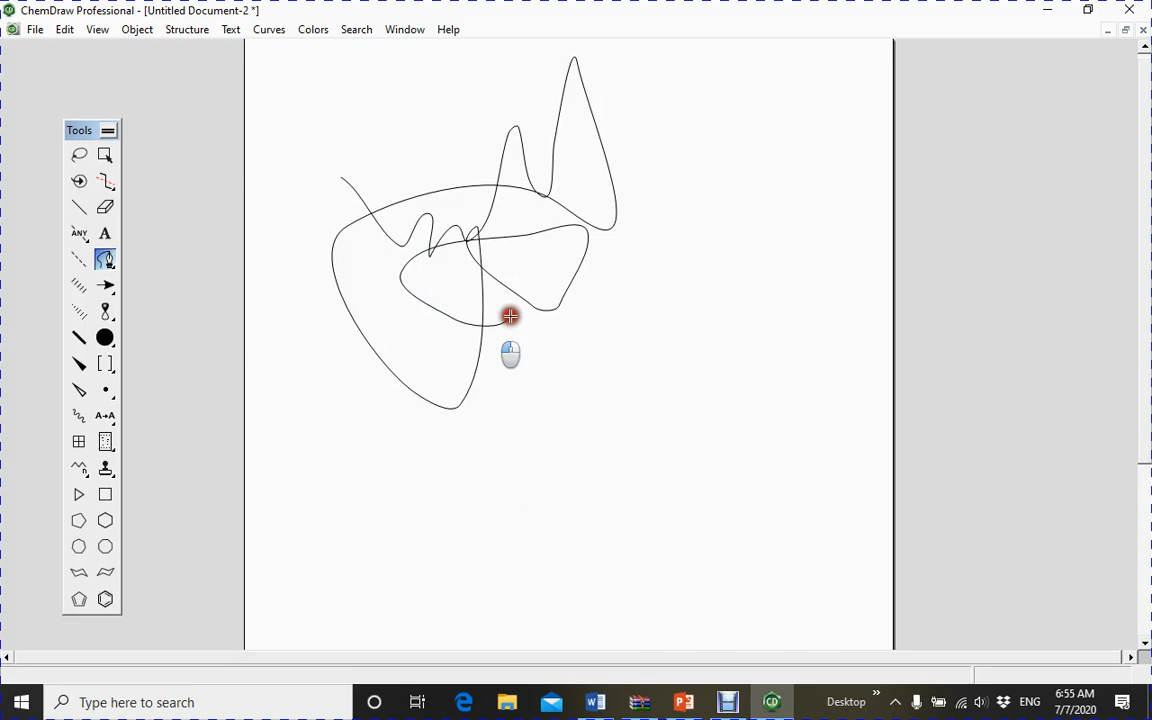 ChemDraw Professional - [Untitled Document-2 *]
File Edit View Object Structure Text Curves Colors Search Window Help
Tools
ANY A
A→A
Type here to search
Desktop
ENG
6:55 AM
7/7/2020